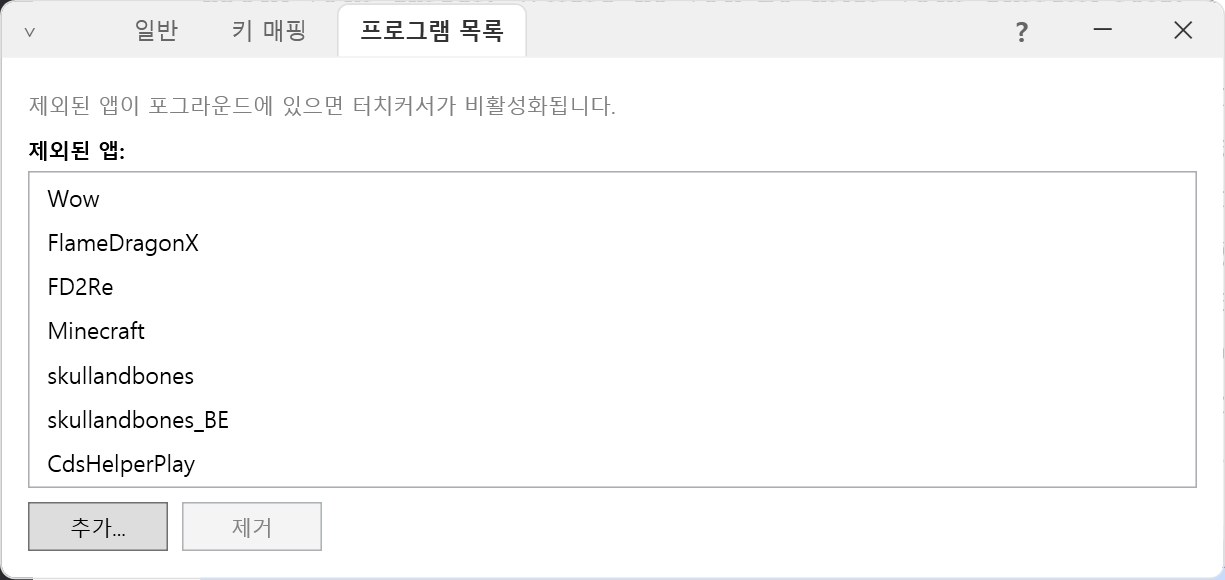 일반 키 매핑 프로그램 목록 ?
제외된 앱이 포그라운드에 있으면 터치커서가 비활성화됩니다.
제외된 앱:
Wow
FlameDragonX
FD2Re
Minecraft
skullandbones
skullandbones_BE
CdsHelperPlay
추가... 제거